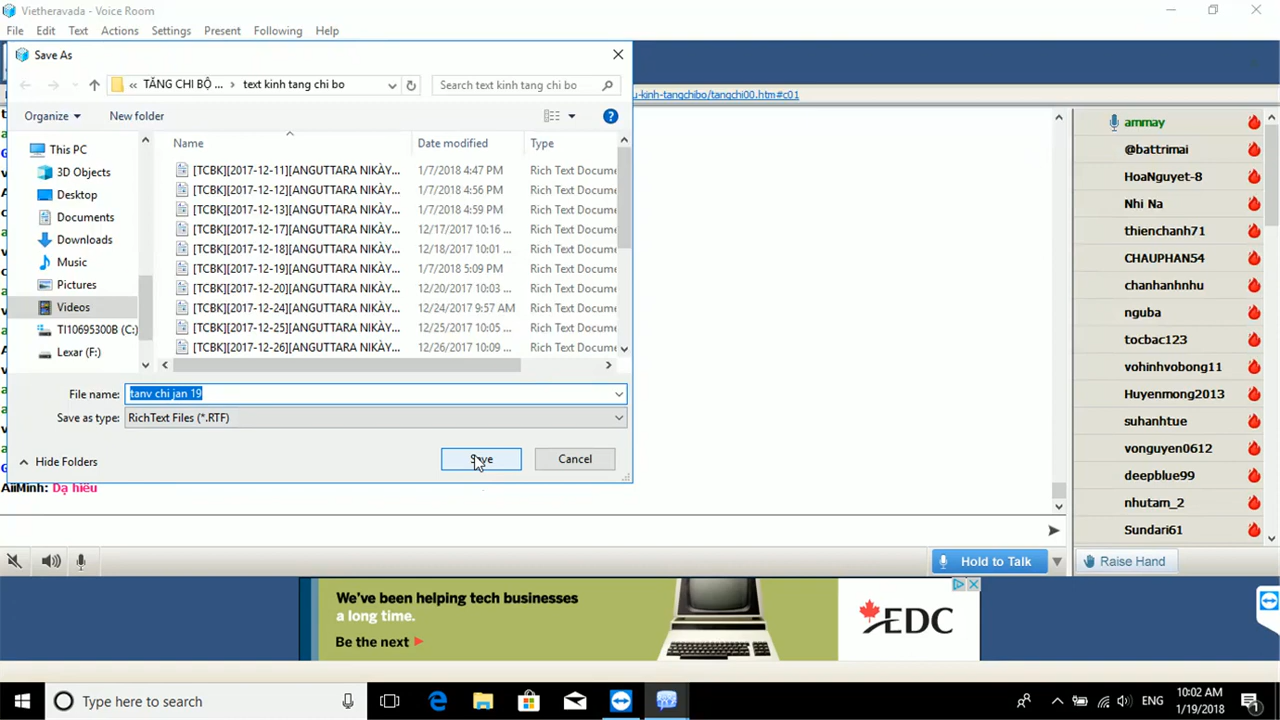 Vietheravada - Voice Room
File Edit Text Actions Settings Present Following Help
Save As
« TĂNG CHI BỘ ... › text kinh tang chi bo
Search text kinh tang chi bo
u-kinh-tangchibo/tangchi00.htm#c01
Organize New folder
Name Date modified Type
This PC
3D Objects
Desktop
Documents
Downloads
Music
Pictures
Videos
TI10695300B (C:)
Lexar (F:)
[TCBK][2017-12-11][ANGUTTARA NIKÀY... 1/7/2018 4:47 PM Rich Text Docume
[TCBK][2017-12-12][ANGUTTARA NIKÀY... 1/7/2018 4:56 PM Rich Text Docume
[TCBK][2017-12-13][ANGUTTARA NIKÀY... 1/7/2018 4:59 PM Rich Text Docume
[TCBK][2017-12-17][ANGUTTARA NIKÀY... 12/17/2017 10:16 ... Rich Text Docume
[TCBK][2017-12-18][ANGUTTARA NIKÀY... 12/18/2017 10:01 ... Rich Text Docume
[TCBK][2017-12-19][ANGUTTARA NIKÀY... 1/7/2018 5:09 PM Rich Text Docume
[TCBK][2017-12-20][ANGUTTARA NIKÀY... 12/20/2017 10:03 ... Rich Text Docume
[TCBK][2017-12-24][ANGUTTARA NIKÀY... 12/24/2017 9:57 AM Rich Text Docume
[TCBK][2017-12-25][ANGUTTARA NIKÀY... 12/25/2017 10:05 ... Rich Text Docume
[TCBK][2017-12-26][ANGUTTARA NIKÀY... 12/26/2017 10:09 ... Rich Text Docume
File name: tanv chi jan 19
Save as type: RichText Files (*.RTF)
Hide Folders
Save Cancel
AiiMinh: Dạ hiểu
ammay
@battrimai
HoaNguyet-8
Nhi Na
thienchanh71
CHAUPHAN54
chanhanhnhu
nguba
tocbac123
vohinhvobong11
Huyenmong2013
suhanhtue
vonguyen0612
deepblue99
nhutam_2
Sundari61
Hold to Talk
Raise Hand
We've been helping tech businesses
a long time.
Be the next
EDC
Type here to search
ENG
10:02 AM
1/19/2018
1